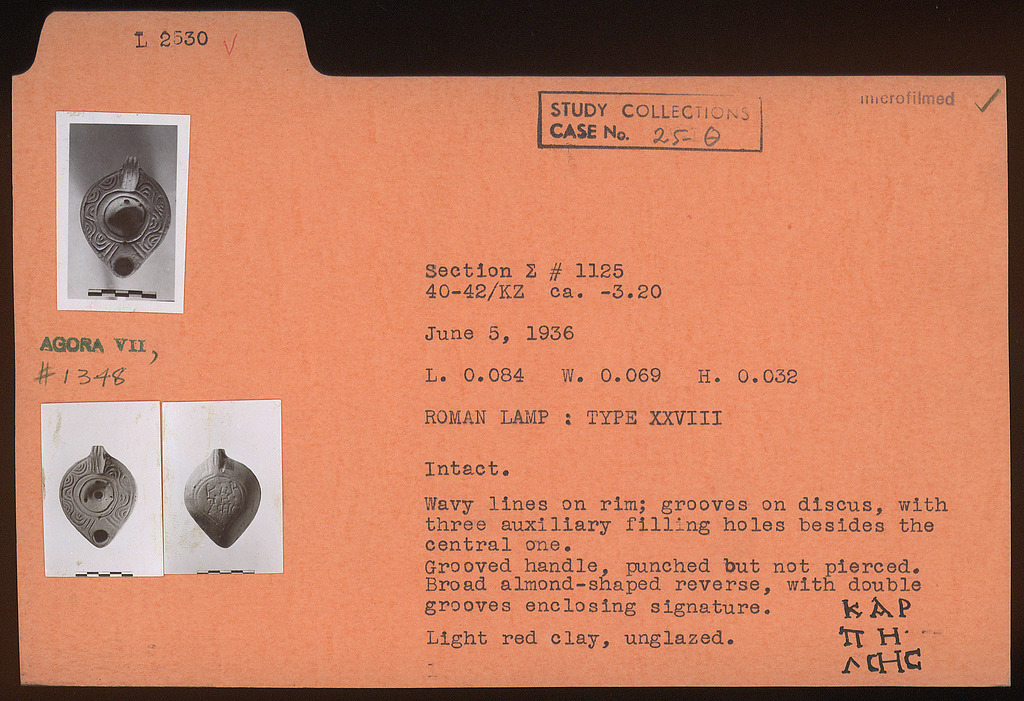 L 2530
STUDY COLLECTIONS
CASE No. 25-Θ
microfilmed
AGORA VII,
#1348
Section Σ # 1125
40-42/KZ ca. -3.20
June 5, 1936
L. 0.084 W. 0.069 H. 0.032
ROMAN LAMP : TYPE XXVIII
Intact.
Wavy lines on rim; grooves on discus, with
three auxiliary filling holes besides the
central one.
Grooved handle, punched but not pierced.
Broad almond-shaped reverse, with double
grooves enclosing signature.
Light red clay, unglazed.
ΚΑΡ
ΠΗ